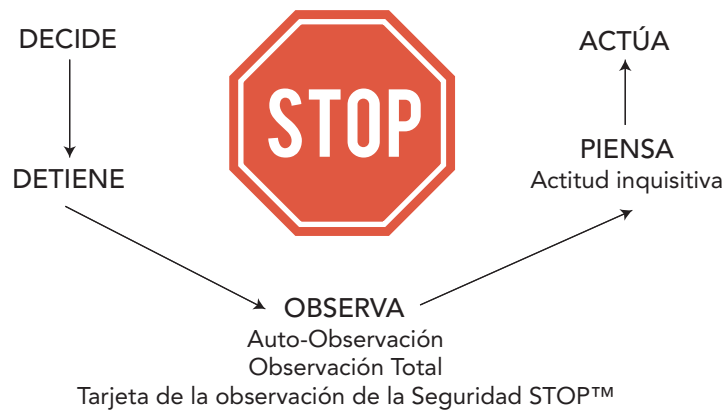 DECIDE
DETIENE
STOP
OBSERVA
Auto-Observación
Observación Total
Tarjeta de la observación de la Seguridad STOP™
PIENSA
Actitud inquisitiva
ACTÚA